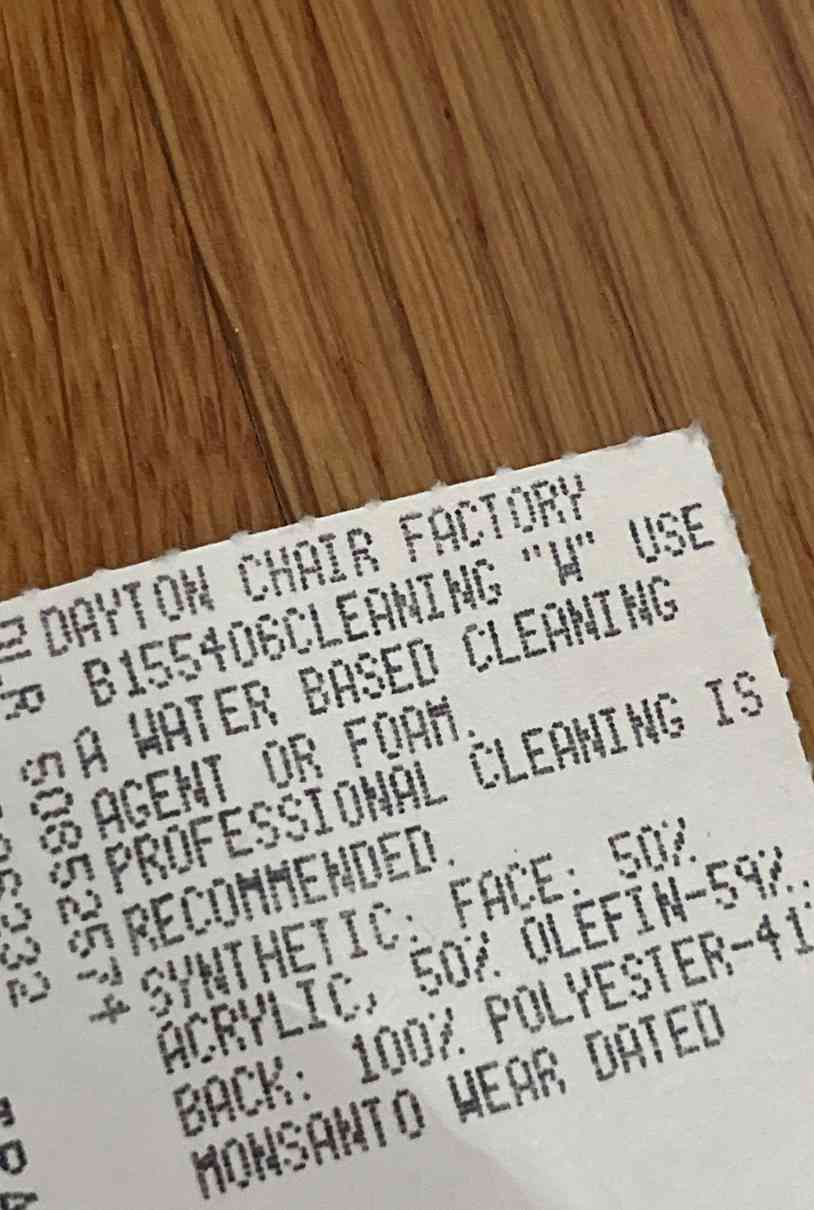 DAYTON CHAIR FACTORY
B155406CLEANING "W" USE
A WATER BASED CLEANING
AGENT OR FOAM.
PROFESSIONAL CLEANING IS
RECOMMENDED.
SYNTHETIC: FACE: 50%
ACRYLIC, 50% OLEFIN-59%
BACK: 100% POLYESTER-41
MONSANTO WEAR DATED
5085257+